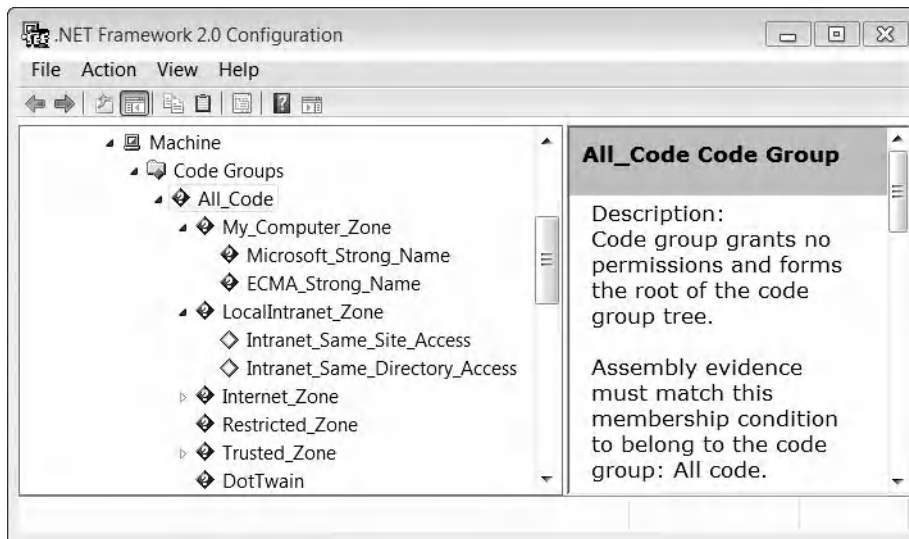 .NET Framework 2.0 Configuration
File Action View Help
Machine
Code Groups
All_Code
My_Computer_Zone
Microsoft_Strong_Name
ECMA_Strong_Name
LocalIntranet_Zone
Intranet_Same_Site_Access
Intranet_Same_Directory_Access
Internet_Zone
Restricted_Zone
Trusted_Zone
DotTwain
All_Code Code Group
Description:
Code group grants no
permissions and forms
the root of the code
group tree.
Assembly evidence
must match this
membership condition
to belong to the code
group: All code.